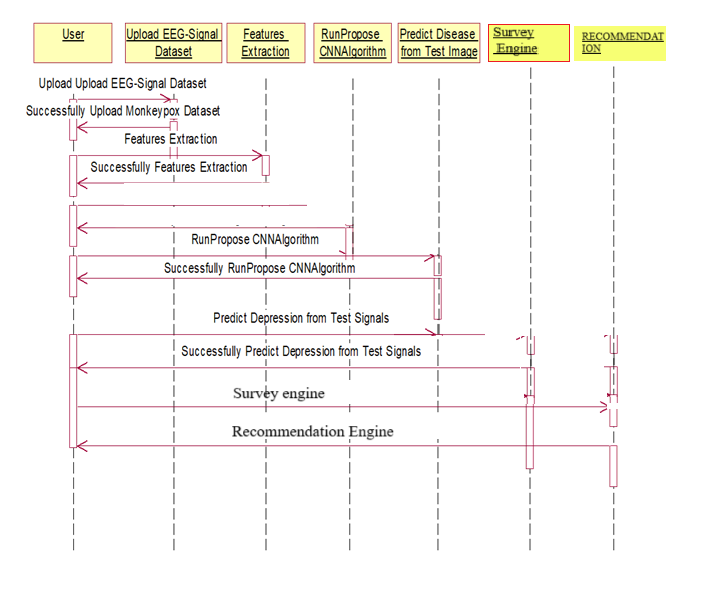 User
Upload EEG-Signal
Dataset
Features
Extraction
RunPropose
CNNAlgorithm
Predict Disease
from Test Image
Survey
Engine
RECOMMENDAT
ION
Upload Upload EEG-Signal Dataset
Successfully Upload Monkeypox Dataset
Features Extraction
Successfully Features Extraction
RunPropose CNNAlgorithm
Successfully RunPropose CNNAlgorithm
Predict Depression from Test Signals
Successfully Predict Depression from Test Signals
Survey engine
Recommendation Engine